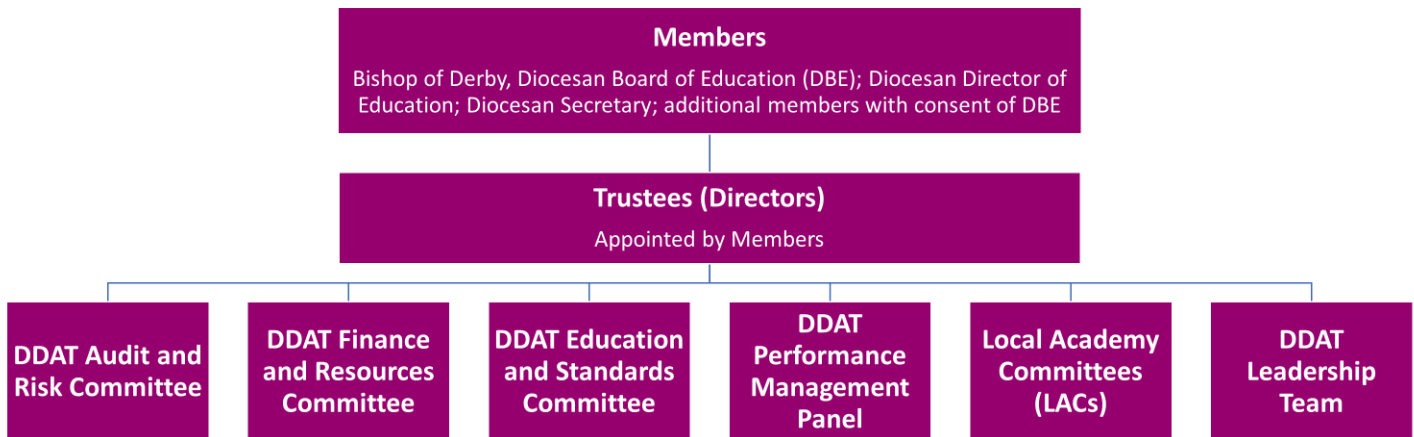 Members
Bishop of Derby, Diocesan Board of Education (DBE); Diocesan Director of
Education; Diocesan Secretary; additional members with consent of DBE
Trustees (Directors)
Appointed by Members
DDAT Audit and
Risk Committee
DDAT Finance
and Resources
Committee
DDAT Education
and Standards
Committee
DDAT
Performance
Management
Panel
Local Academy
Committees
(LACs)
DDAT
Leadership
Team